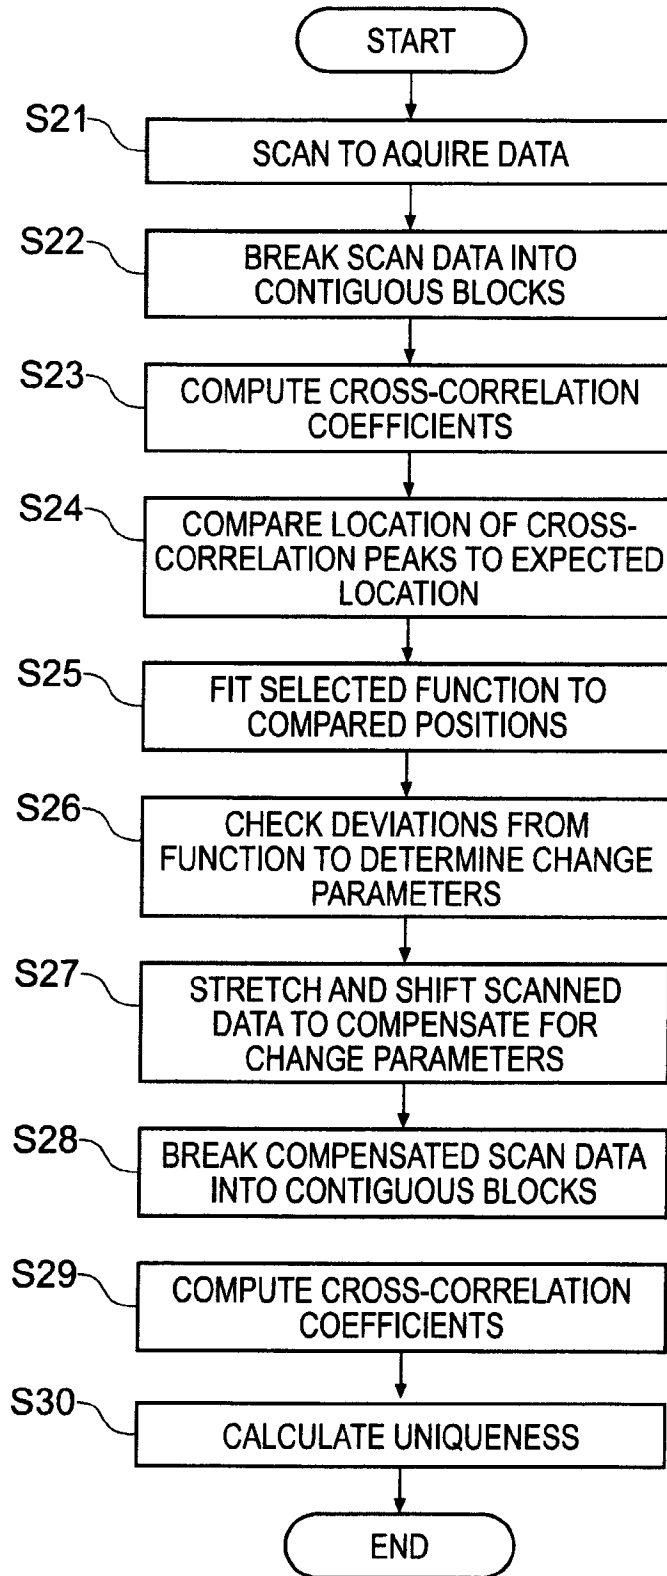 START
S21
SCAN TO AQUIRE DATA
S22
BREAK SCAN DATA INTO
CONTIGUOUS BLOCKS
S23
COMPUTE CROSS-CORRELATION
COEFFICIENTS
S24
COMPARE LOCATION OF CROSS-
CORRELATION PEAKS TO EXPECTED
LOCATION
S25
FIT SELECTED FUNCTION TO
COMPARED POSITIONS
S26
CHECK DEVIATIONS FROM
FUNCTION TO DETERMINE CHANGE
PARAMETERS
S27
STRETCH AND SHIFT SCANNED
DATA TO COMPENSATE FOR
CHANGE PARAMETERS
S28
BREAK COMPENSATED SCAN DATA
INTO CONTIGUOUS BLOCKS
S29
COMPUTE CROSS-CORRELATION
COEFFICIENTS
S30
CALCULATE UNIQUENESS
END